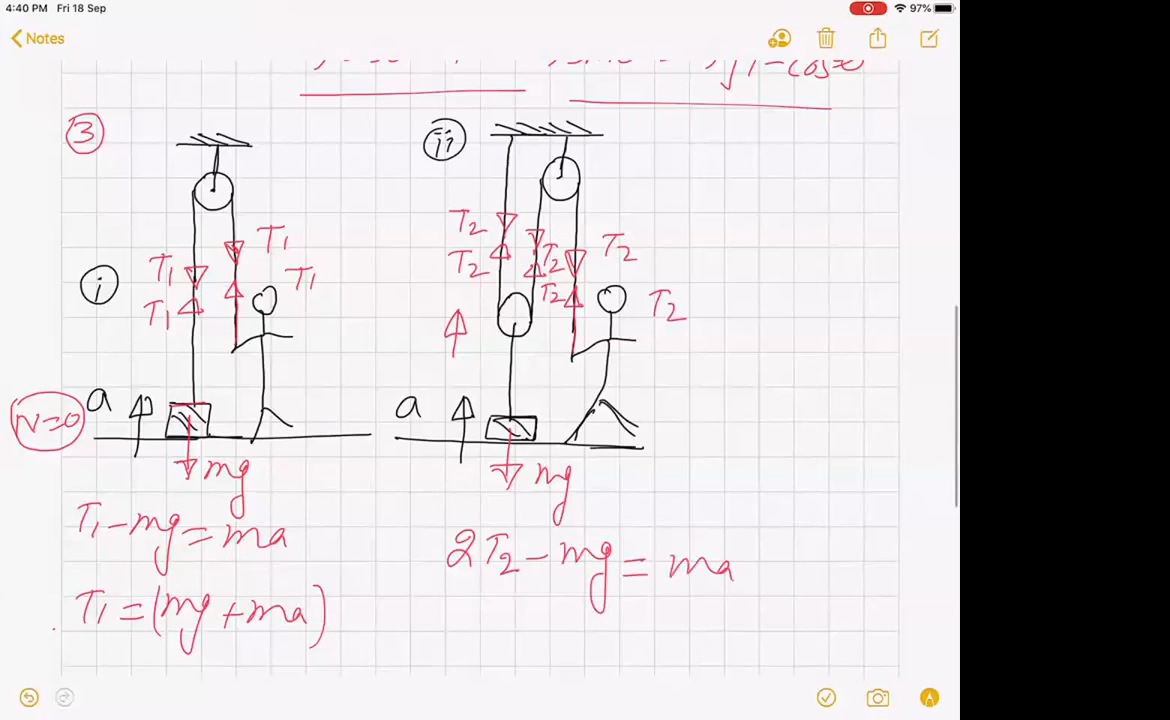 4:40 PM Fri 18 Sep
97%
Notes
3
ii
T1
T1
T1
T1
i
T2
T2
T2
T2
T2
T2
a
N=0
mg
a
mg
T1 - mg = ma
T1 = (mg + ma)
2T2 - mg = ma